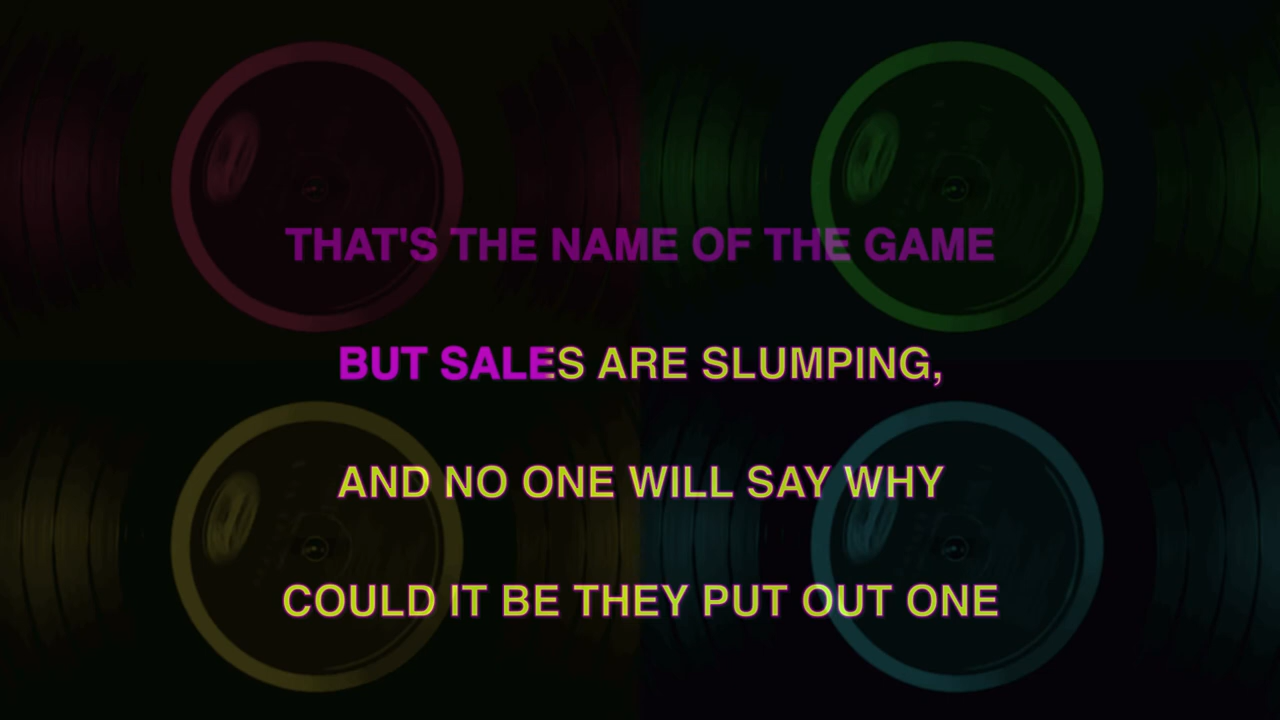 THAT'S THE NAME OF THE GAME
BUT SALES ARE SLUMPING,
AND NO ONE WILL SAY WHY
COULD IT BE THEY PUT OUT ONE